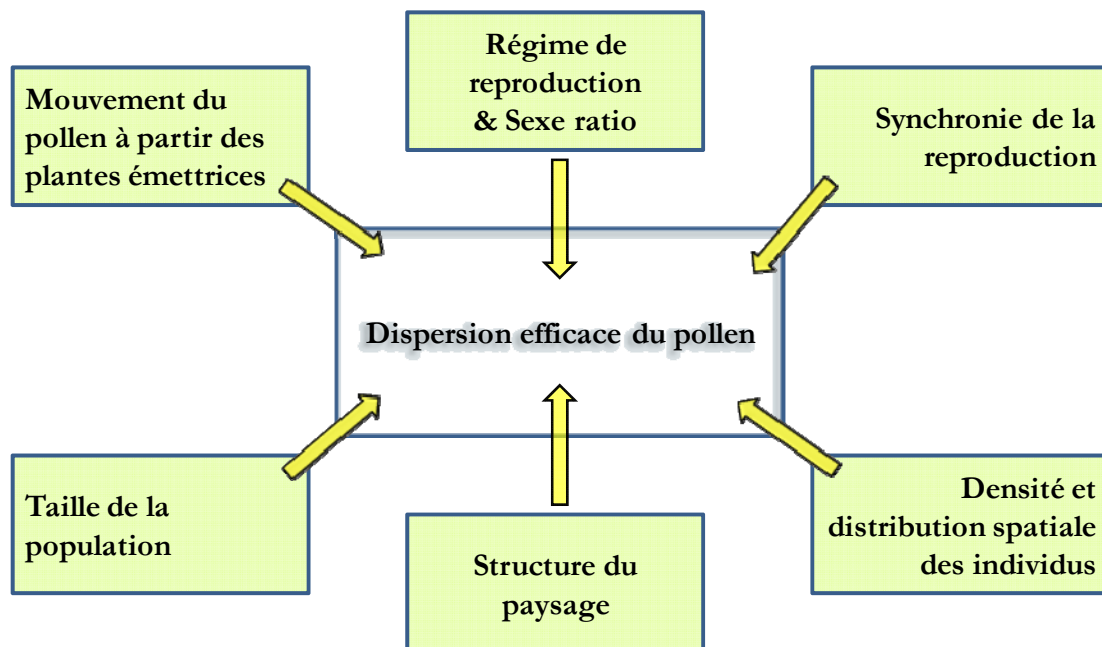 Mouvement du
pollen à partir des
plantes émettrices
Régime de
reproduction
& Sexe ratio
Synchronie de la
reproduction
Dispersion efficace du pollen
Taille de la
population
Structure du
paysage
Densité et
distribution spatiale
des individus